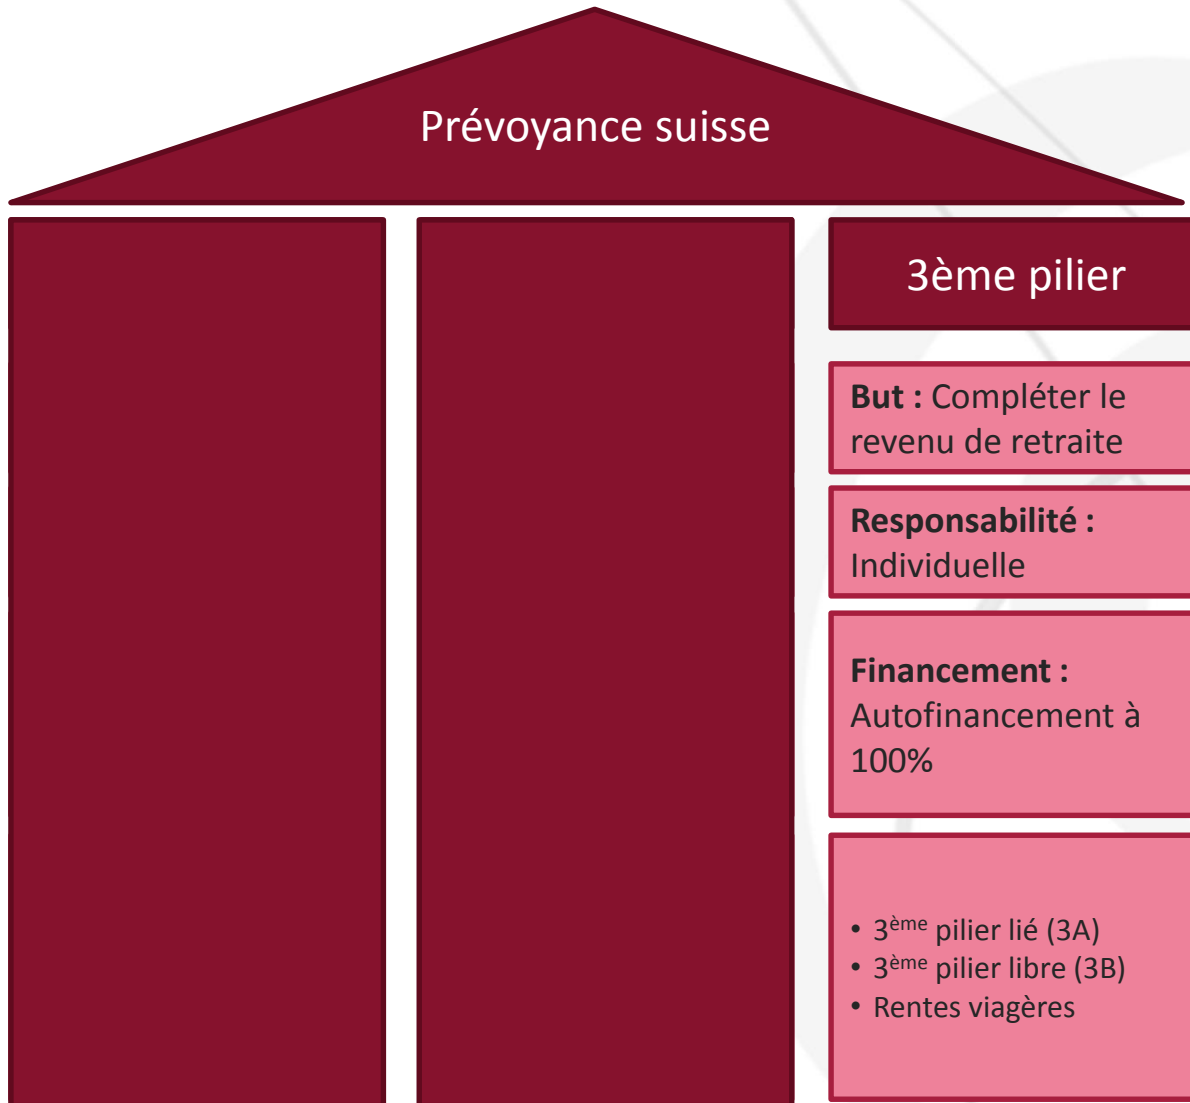 Prévoyance suisse
3ème pilier
But : Compléter le
revenu de retraite
Responsabilité :
Individuelle
Financement :
Autofinancement à
100%
• 3ème pilier lié (3A)
• 3ème pilier libre (3B)
• Rentes viagères